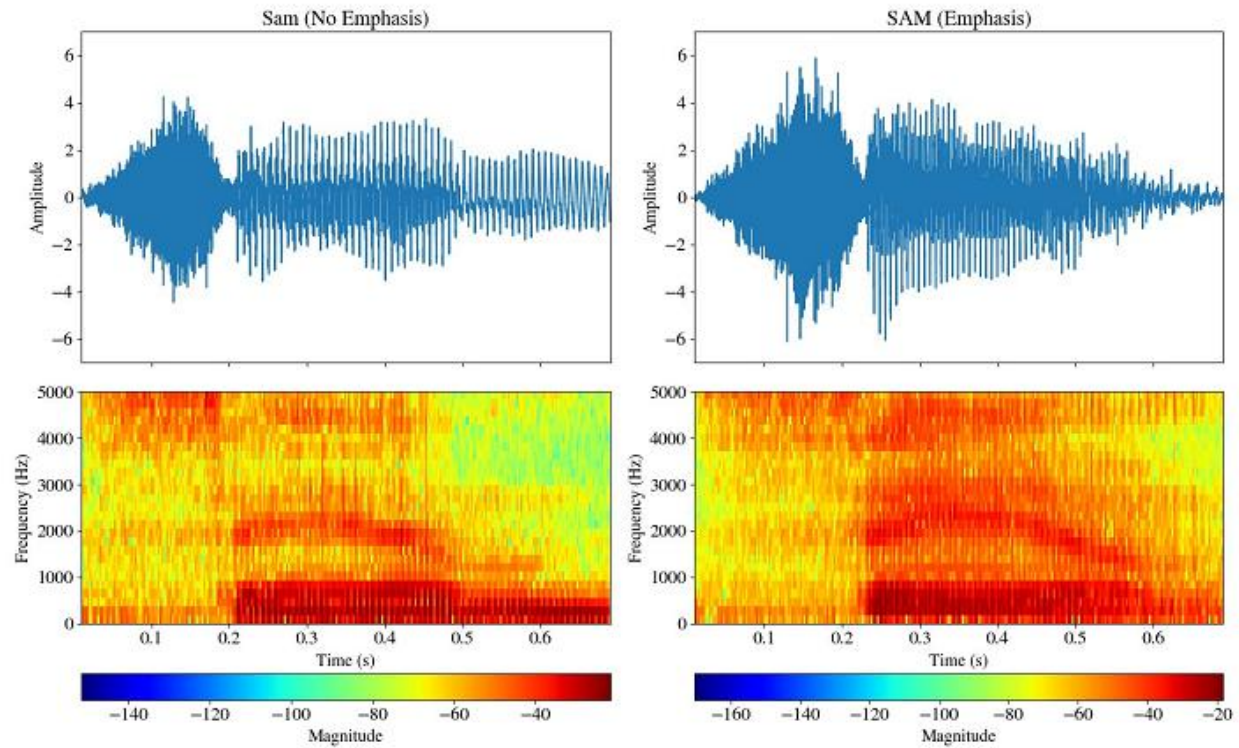 Sam (No Emphasis)
6
4
2
0
−2
−4
−6
Amplitude
SAM (Emphasis)
6
4
2
0
−2
−4
−6
Amplitude
5000
4000
3000
2000
1000
0
Frequency (Hz)
0.1 0.2 0.3 0.4 0.5 0.6
Time (s)
−140 −120 −100 −80 −60 −40
Magnitude
5000
4000
3000
2000
1000
0
Frequency (Hz)
0.1 0.2 0.3 0.4 0.5 0.6
Time (s)
−160 −140 −120 −100 −80 −60 −40 −20
Magnitude